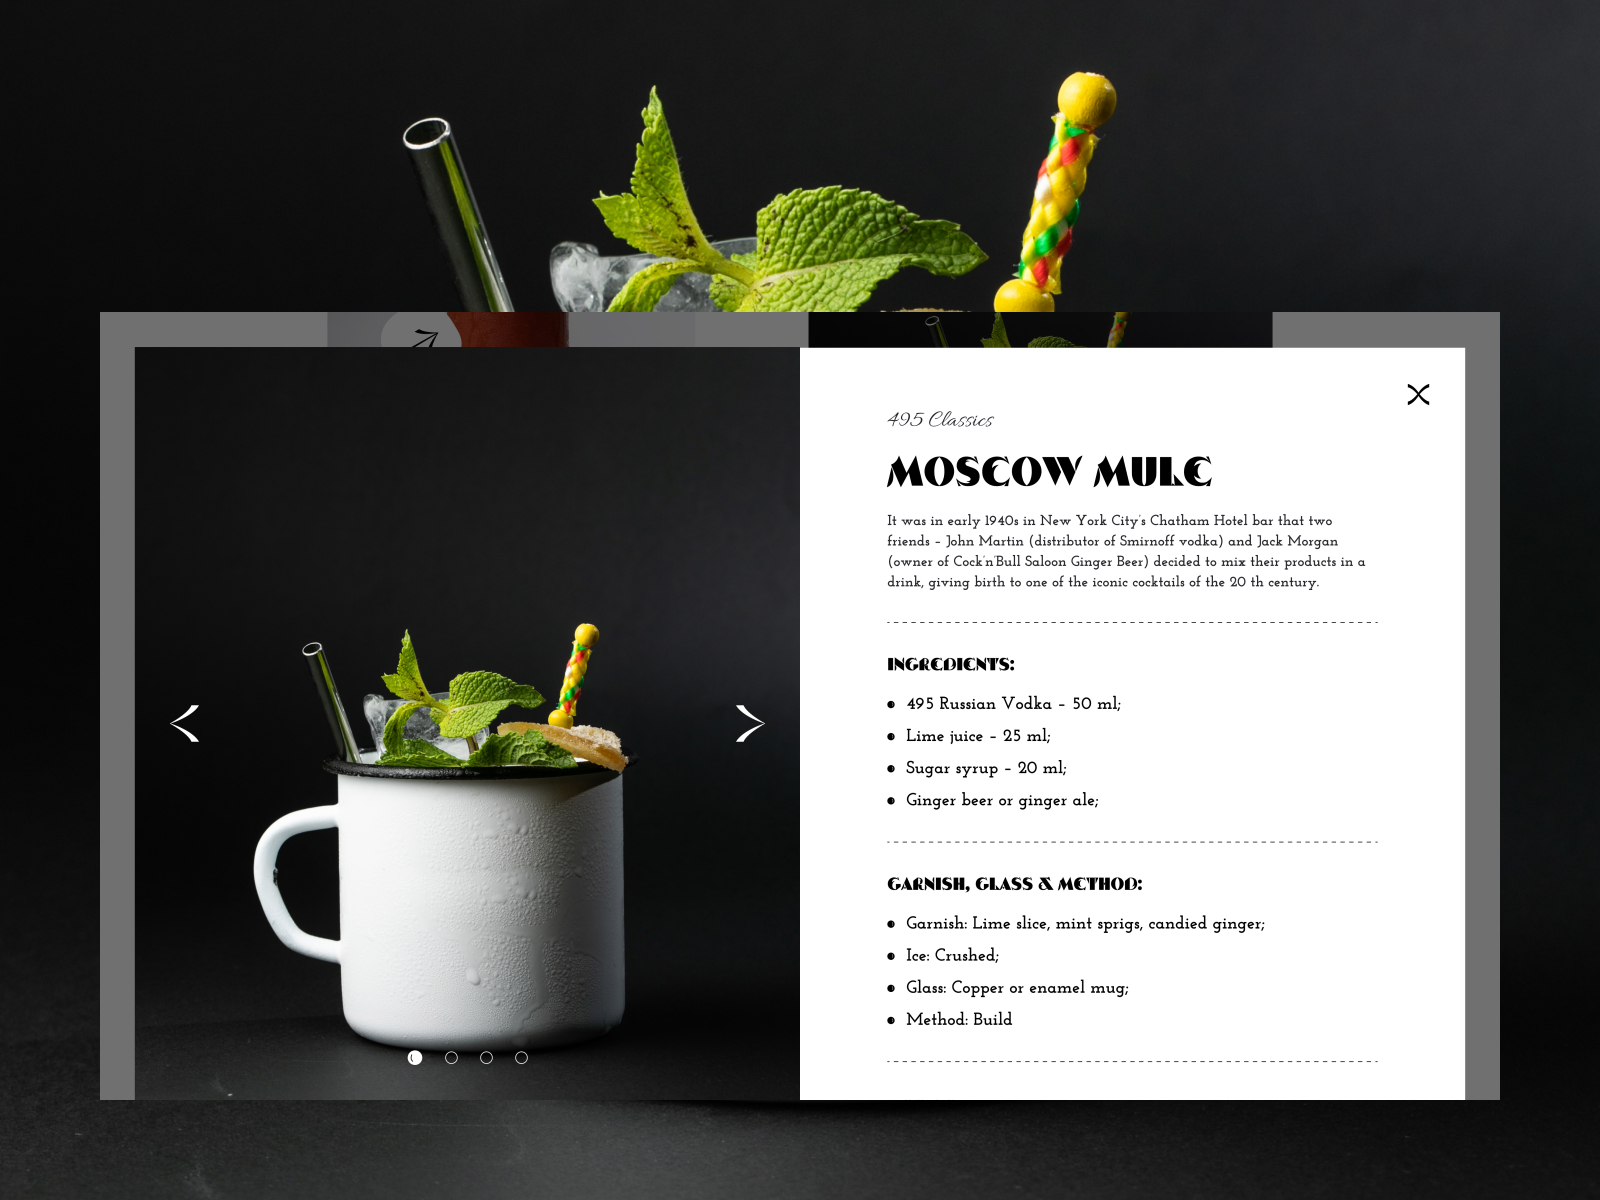 495 Classics
MOSCOW MULE
It was in early 1940s in New York City's Chatham Hotel bar that two
friends – John Martin (distributor of Smirnoff vodka) and Jack Morgan
(owner of Cock'n'Bull Saloon Ginger Beer) decided to mix their products in a
drink, giving birth to one of the iconic cocktails of the 20 th century.
INGREDIENTS:
495 Russian Vodka – 50 ml;
Lime juice – 25 ml;
Sugar syrup – 20 ml;
Ginger beer or ginger ale;
GARNISH, GLASS & METHOD:
Garnish: Lime slice, mint sprigs, candied ginger;
Ice: Crushed;
Glass: Copper or enamel mug;
Method: Build